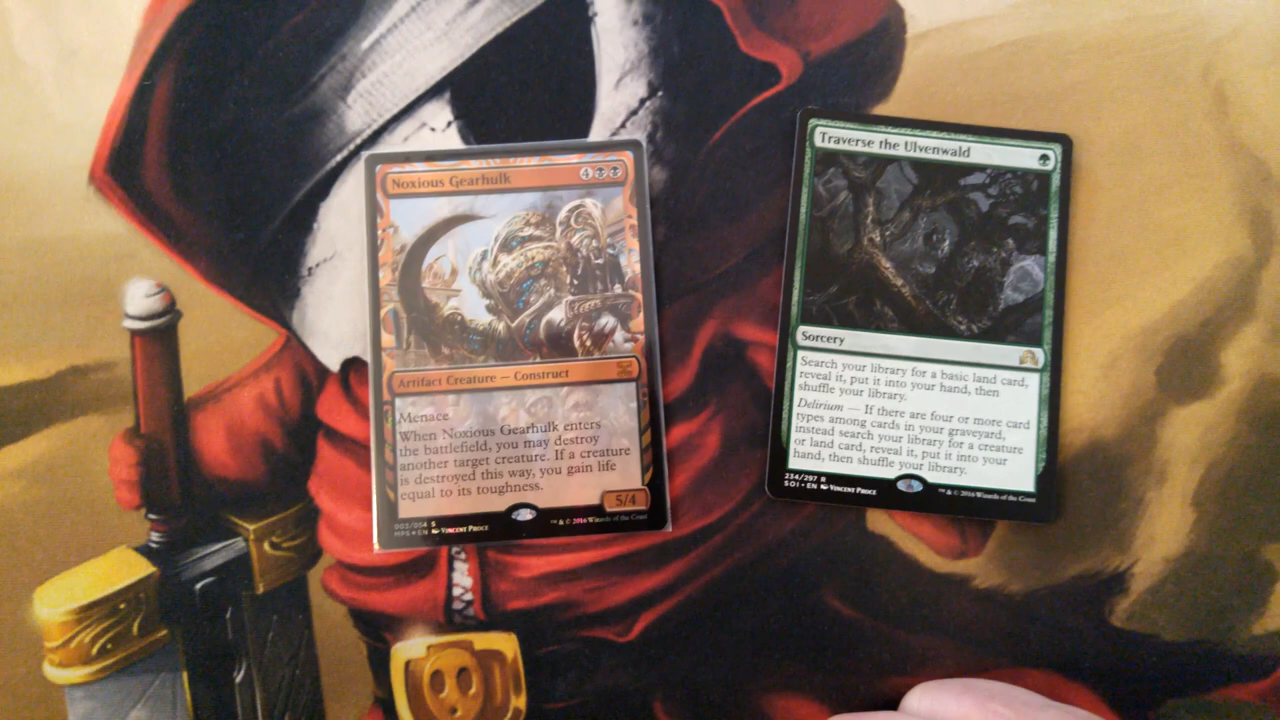 Noxious Gearhulk
4
Artifact Creature — Construct
Menace
When Noxious Gearhulk enters
the battlefield, you may destroy
another target creature. If a creature
is destroyed this way, you gain life
equal to its toughness.
5/4
003/054 S
MPS★EN VINCENT PROCE
™ & © 2016 Wizards of the Coast
Traverse the Ulvenwald
Sorcery
Search your library for a basic land card,
reveal it, put it into your hand, then
shuffle your library.
Delirium — If there are four or more card
types among cards in your graveyard,
instead search your library for a creature
or land card, reveal it, put it into your
hand, then shuffle your library.
234/297 R
SOI • EN VINCENT PROCE
™ & © 2016 Wizards of the Coast